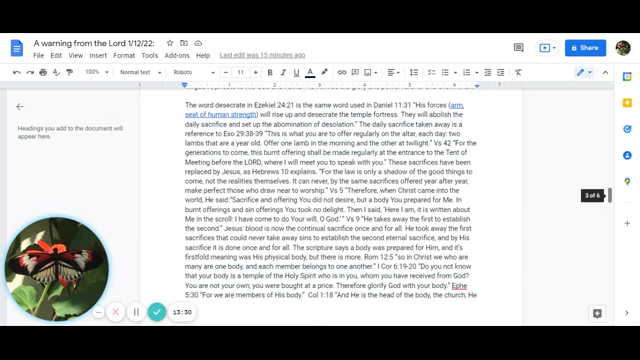 A warning from the Lord 1/12/22:
File Edit View Insert Format Tools Add-ons Help Last edit was 15 minutes ago
Share
100% Normal text Roboto 11
Headings you add to the document will
appear here.
The word desecrate in Ezekiel 24:21 is the same word used in Daniel 11:31 "His forces (arm,
seat of human strength) will rise up and desecrate the temple fortress. They will abolish the
daily sacrifice and set up the abomination of desolation." The daily sacrifice taken away is a
reference to Exo 29:38-39 "This is what you are to offer regularly on the altar, each day: two
lambs that are a year old. Offer one lamb in the morning and the other at twilight." Vs 42 "For
the generations to come, this burnt offering shall be made regularly at the entrance to the Tent of
Meeting before the LORD, where I will meet you to speak with you." These sacrifices have been
replaced by Jesus, as Hebrews 10 explains. "For the law is only a shadow of the good things to
come, not the realities themselves. It can never, by the same sacrifices offered year after year,
make perfect those who draw near to worship." Vs 5 "Therefore, when Christ came into the
world, He said:"Sacrifice and offering You did not desire, but a body You prepared for Me. In
burnt offerings and sin offerings You took no delight. Then I said, 'Here I am, it is written about
Me in the scroll: I have come to do Your will, O God.'" Vs 9 "He takes away the first to establish
the second." Jesus' blood is now the continual sacrifice once and for all. He took away the first
sacrifices that could never take away sins to establish the second eternal sacrifice, and by His
sacrifice it is done once and for all. The scripture says a body was prepared for Him, and it's
firstfold meaning was His physical body, but there is more. Rom 12:5 "so in Christ we who are
many are one body, and each member belongs to one another." I Cor 6:19-20 "Do you not know
that your body is a temple of the Holy Spirit who is in you, whom you have received from God?
You are not your own; you were bought at a price. Therefore glorify God with your body." Ephe
5:30 "For we are members of His body." Col 1:18 "And He is the head of the body, the church; He
3 of 6
13:30